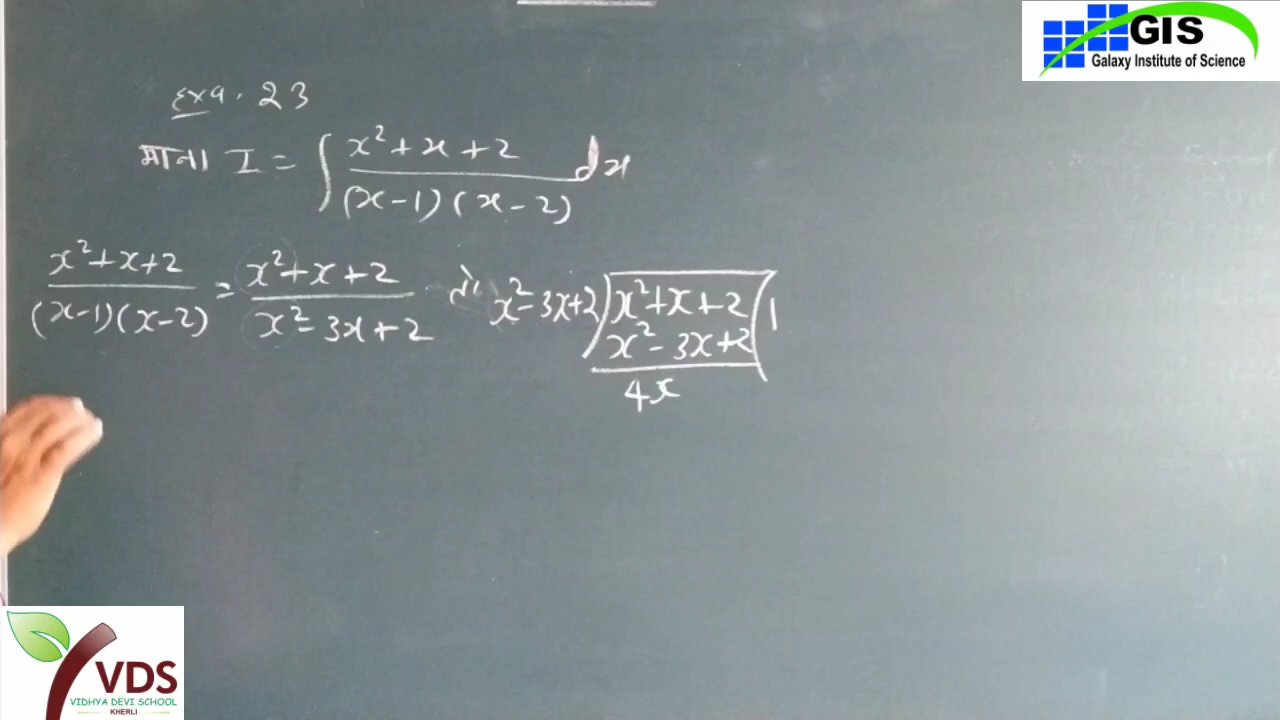 GIS
Galaxy Institute of Science
Exa. 23
माना I = ∫ x²+x+2 / (x-1)(x-2) dx
x²+x+2 / (x-1)(x-2) = x²+x+2 / x²-3x+2
x²-3x+2) x²+x+2 (1
x²-3x+2
4x
VDS
VIDHYA DEVI SCHOOL
KHERLI